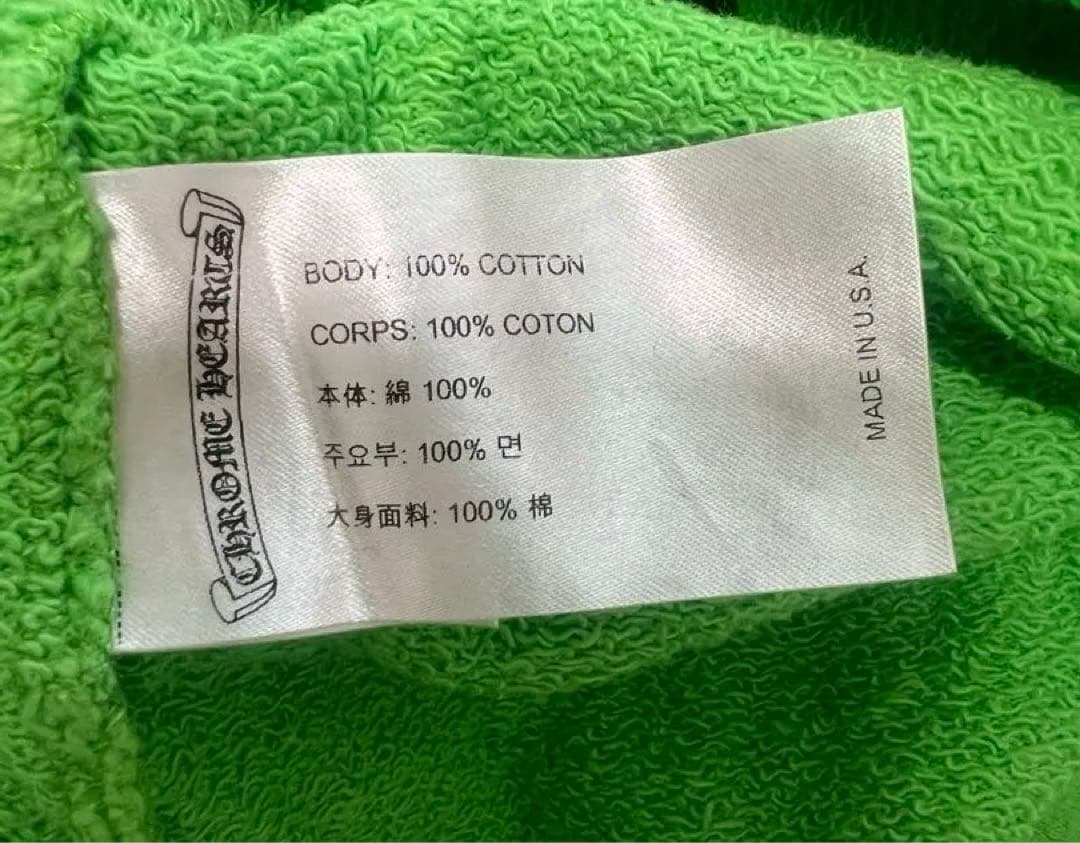 CHROME HEARTS
BODY: 100% COTTON
CORPS: 100% COTON
本体: 綿 100%
주요부: 100% 면
大身面料: 100% 棉
MADE IN U.S.A.